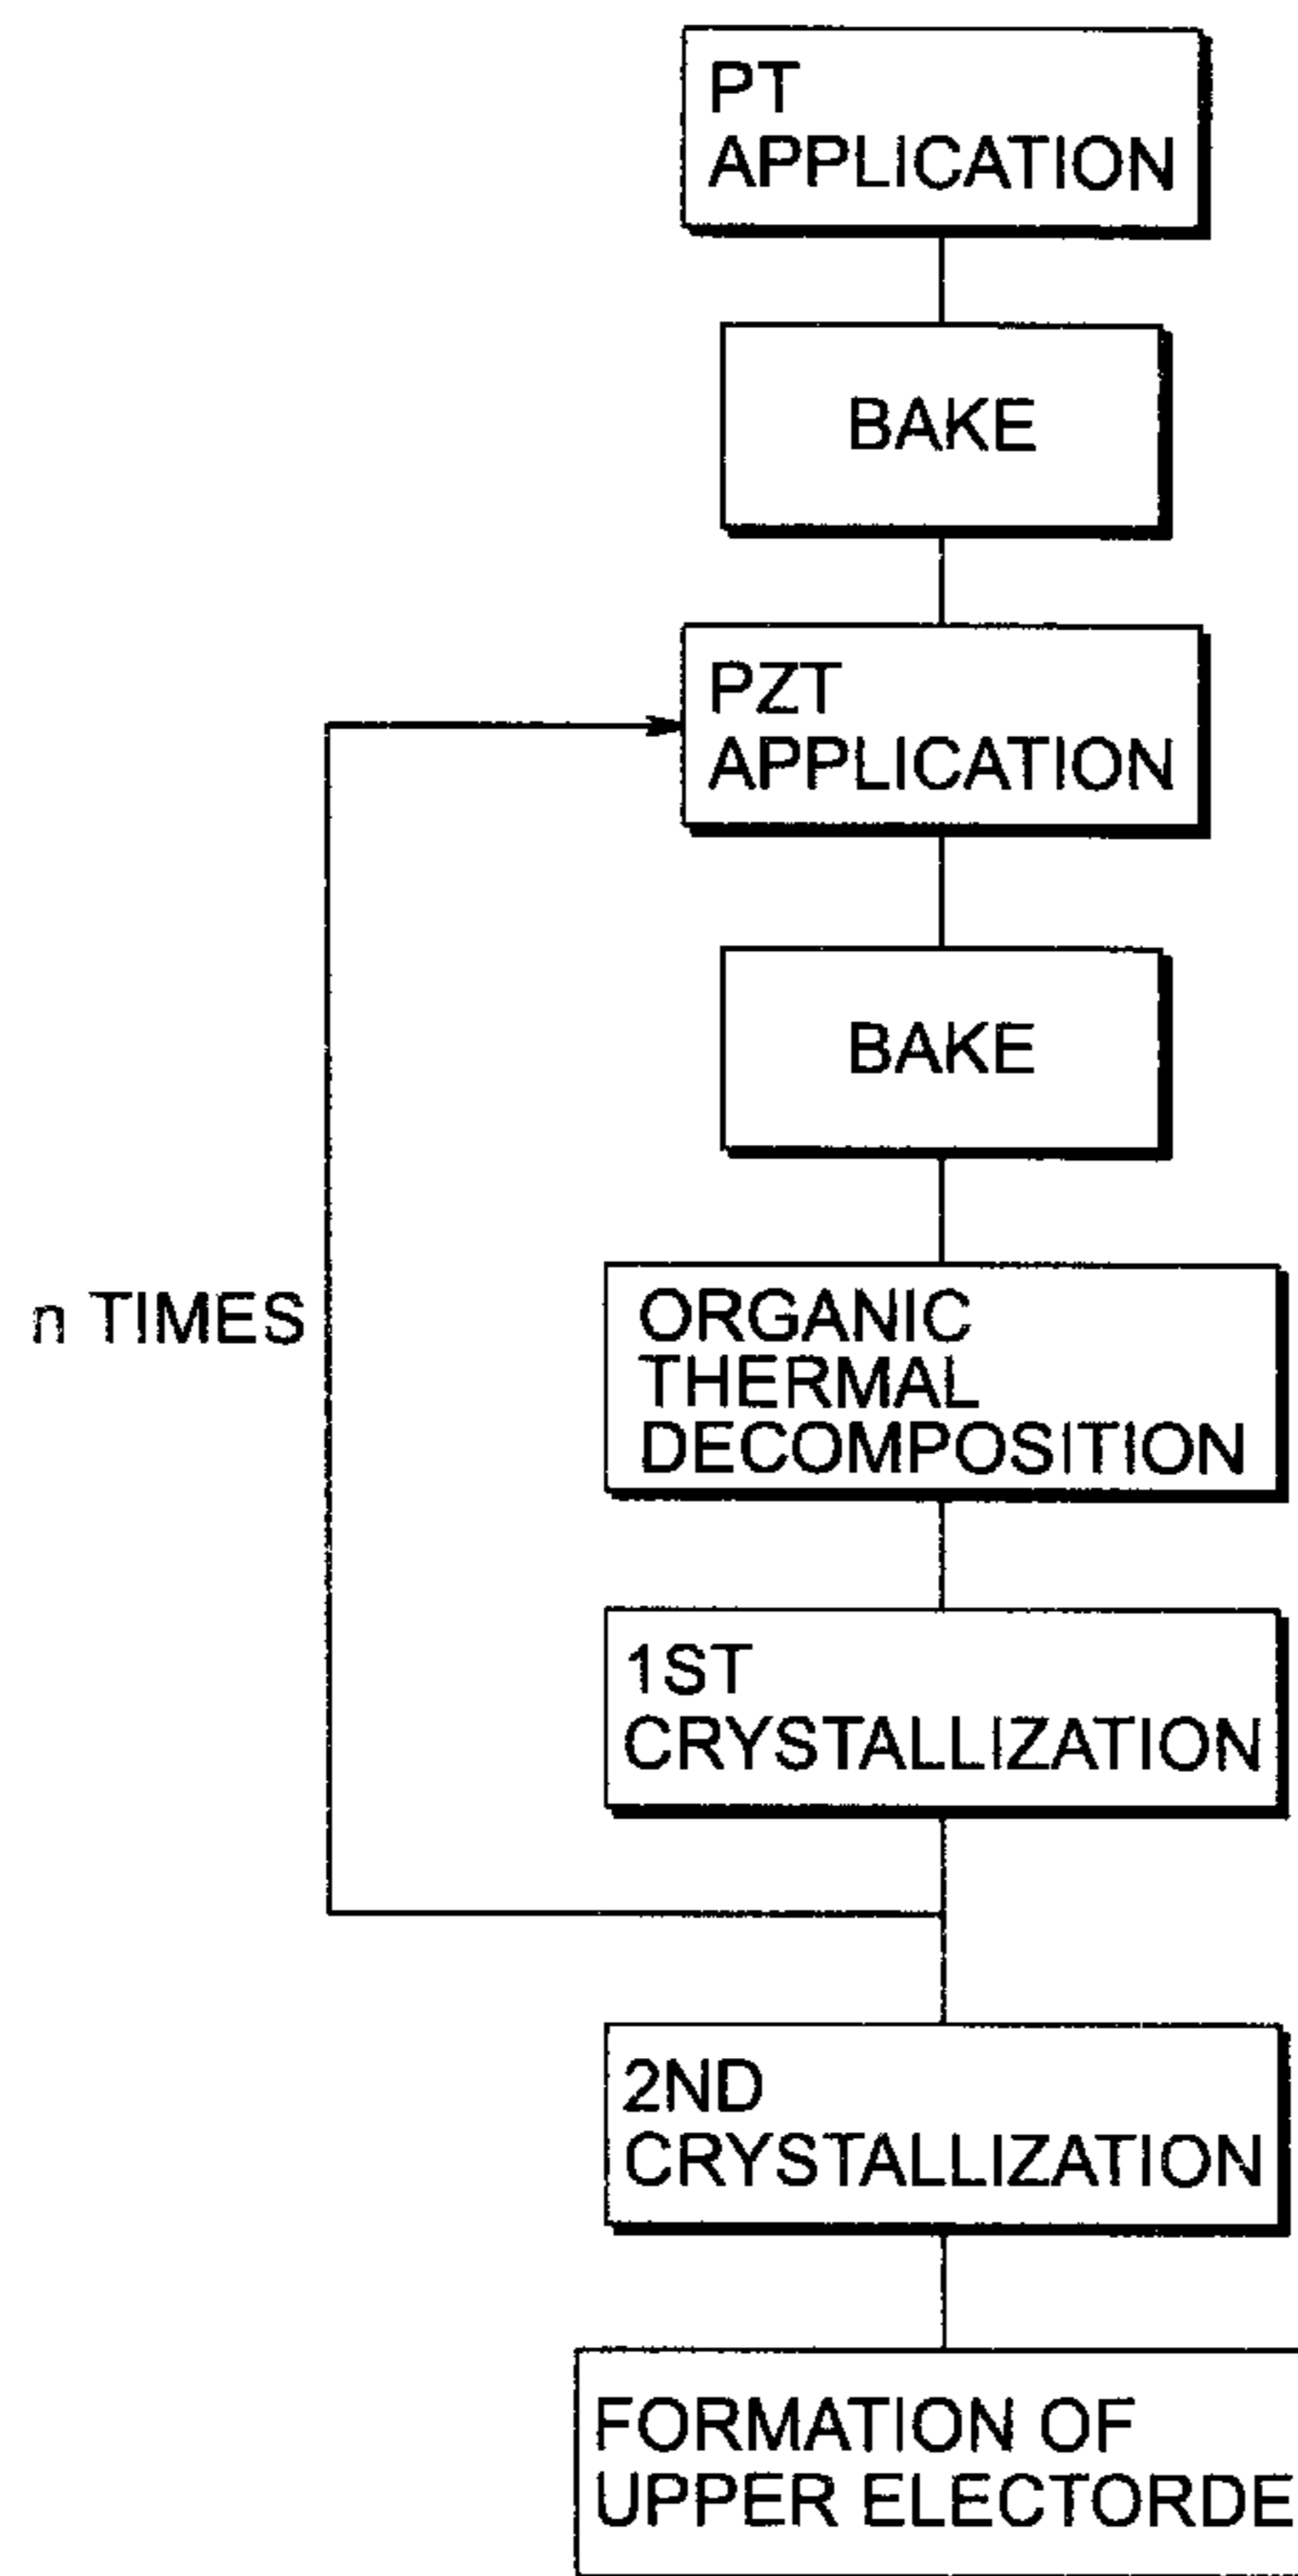 PT
APPLICATION
BAKE
PZT
APPLICATION
BAKE
n TIMES
ORGANIC
THERMAL
DECOMPOSITION
1ST
CRYSTALLIZATION
2ND
CRYSTALLIZATION
FORMATION OF
UPPER ELECTORDE